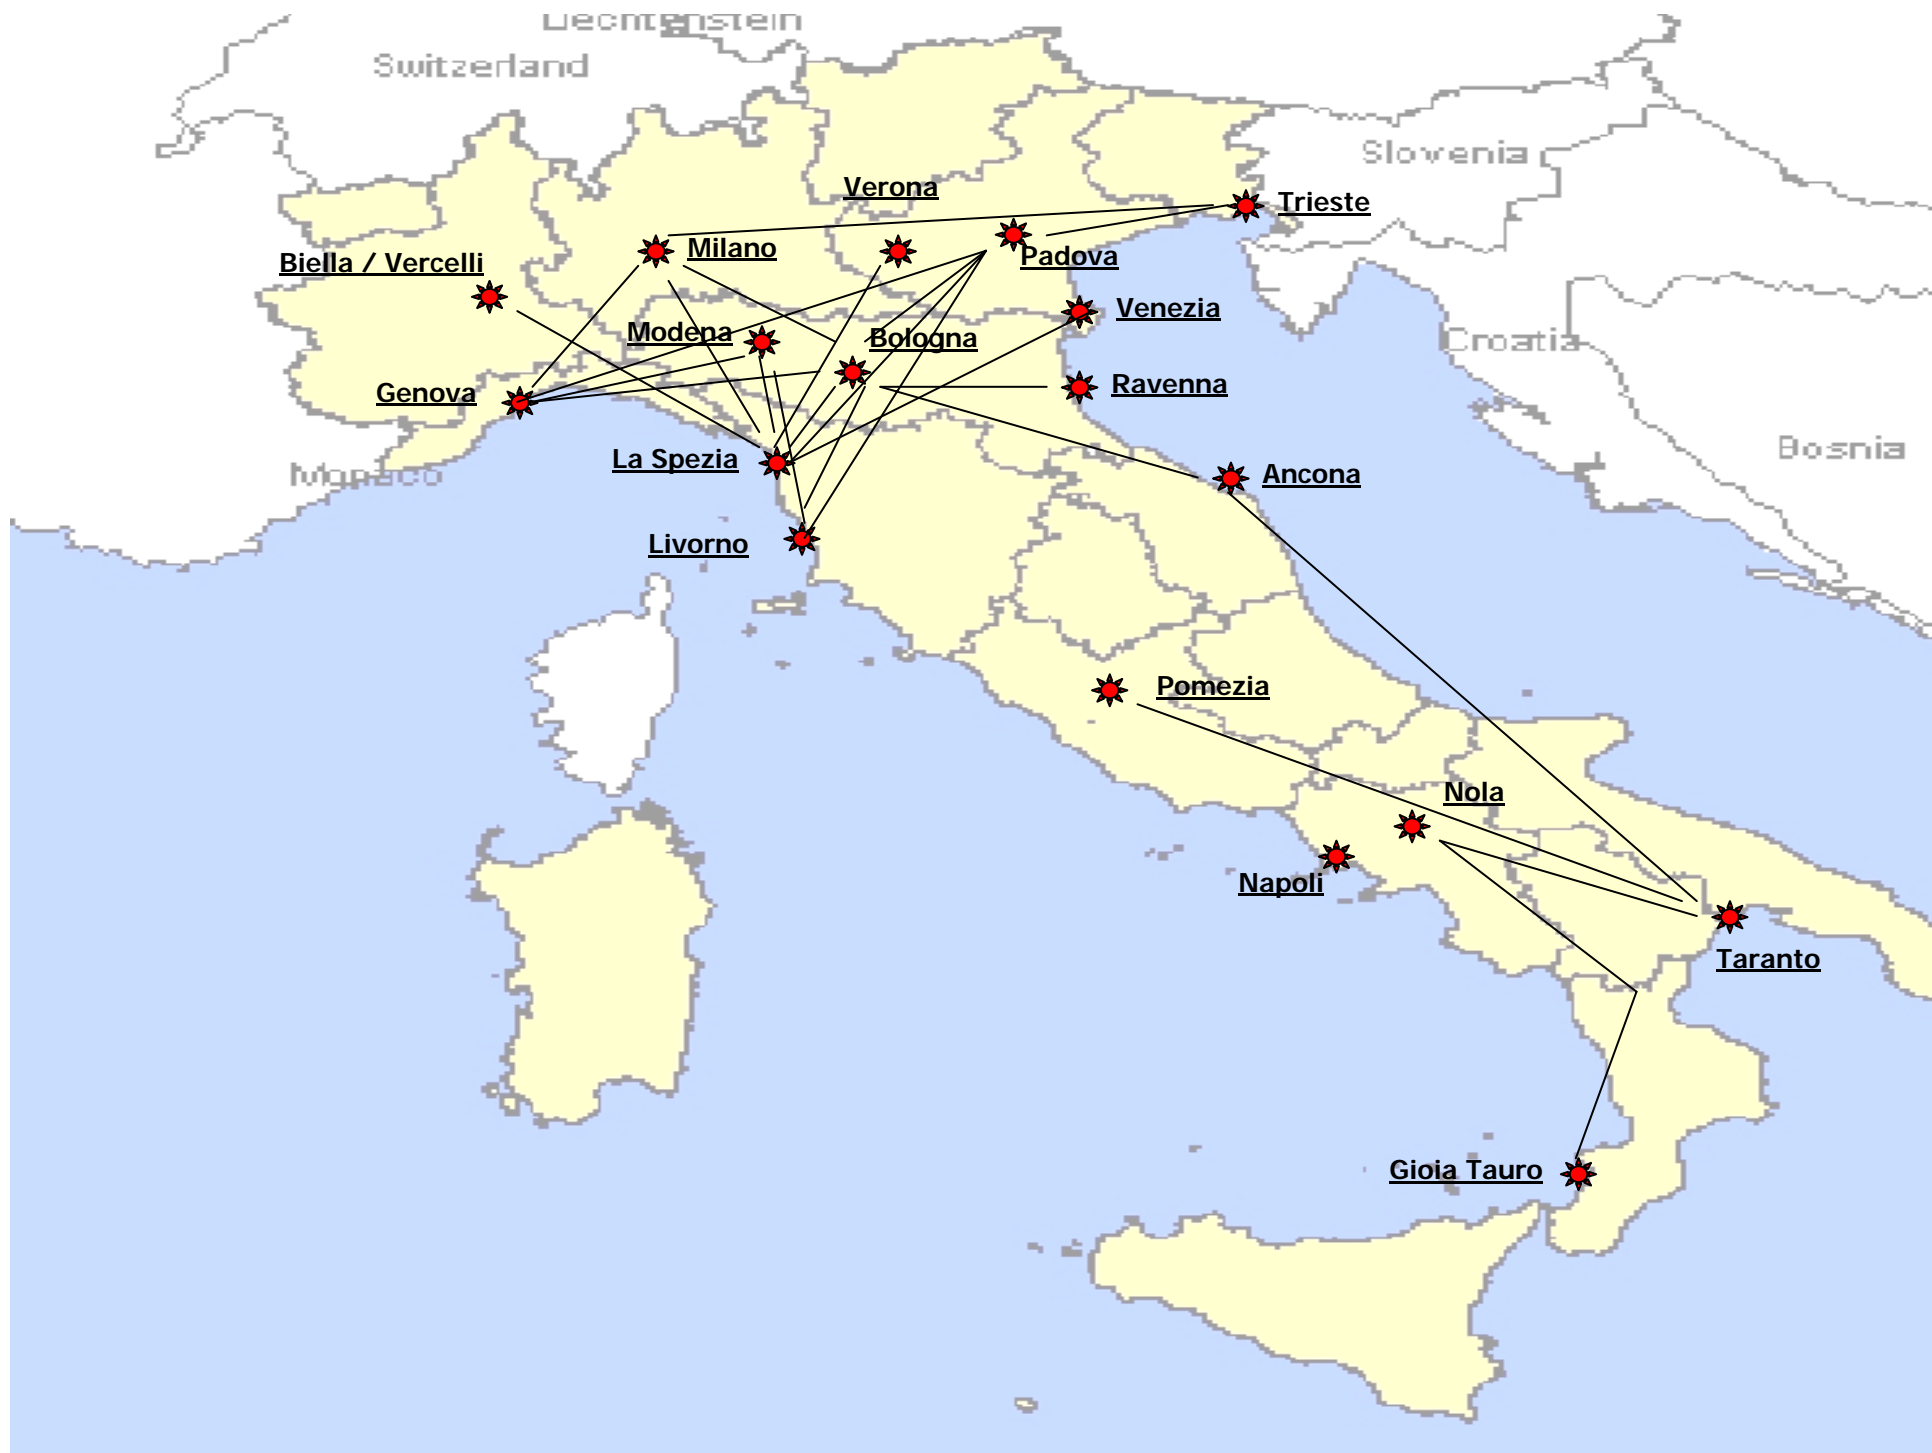 Liechtenstein
Switzerland
Slovenia
Verona
Trieste
Milano
Padova
Biella / Vercelli
Venezia
Modena
Bologna
Croatia
Genova
Ravenna
Bosnia
La Spezia
Ancona
Monaco
Livorno
Pomezia
Nola
Napoli
Taranto
Gioia Tauro